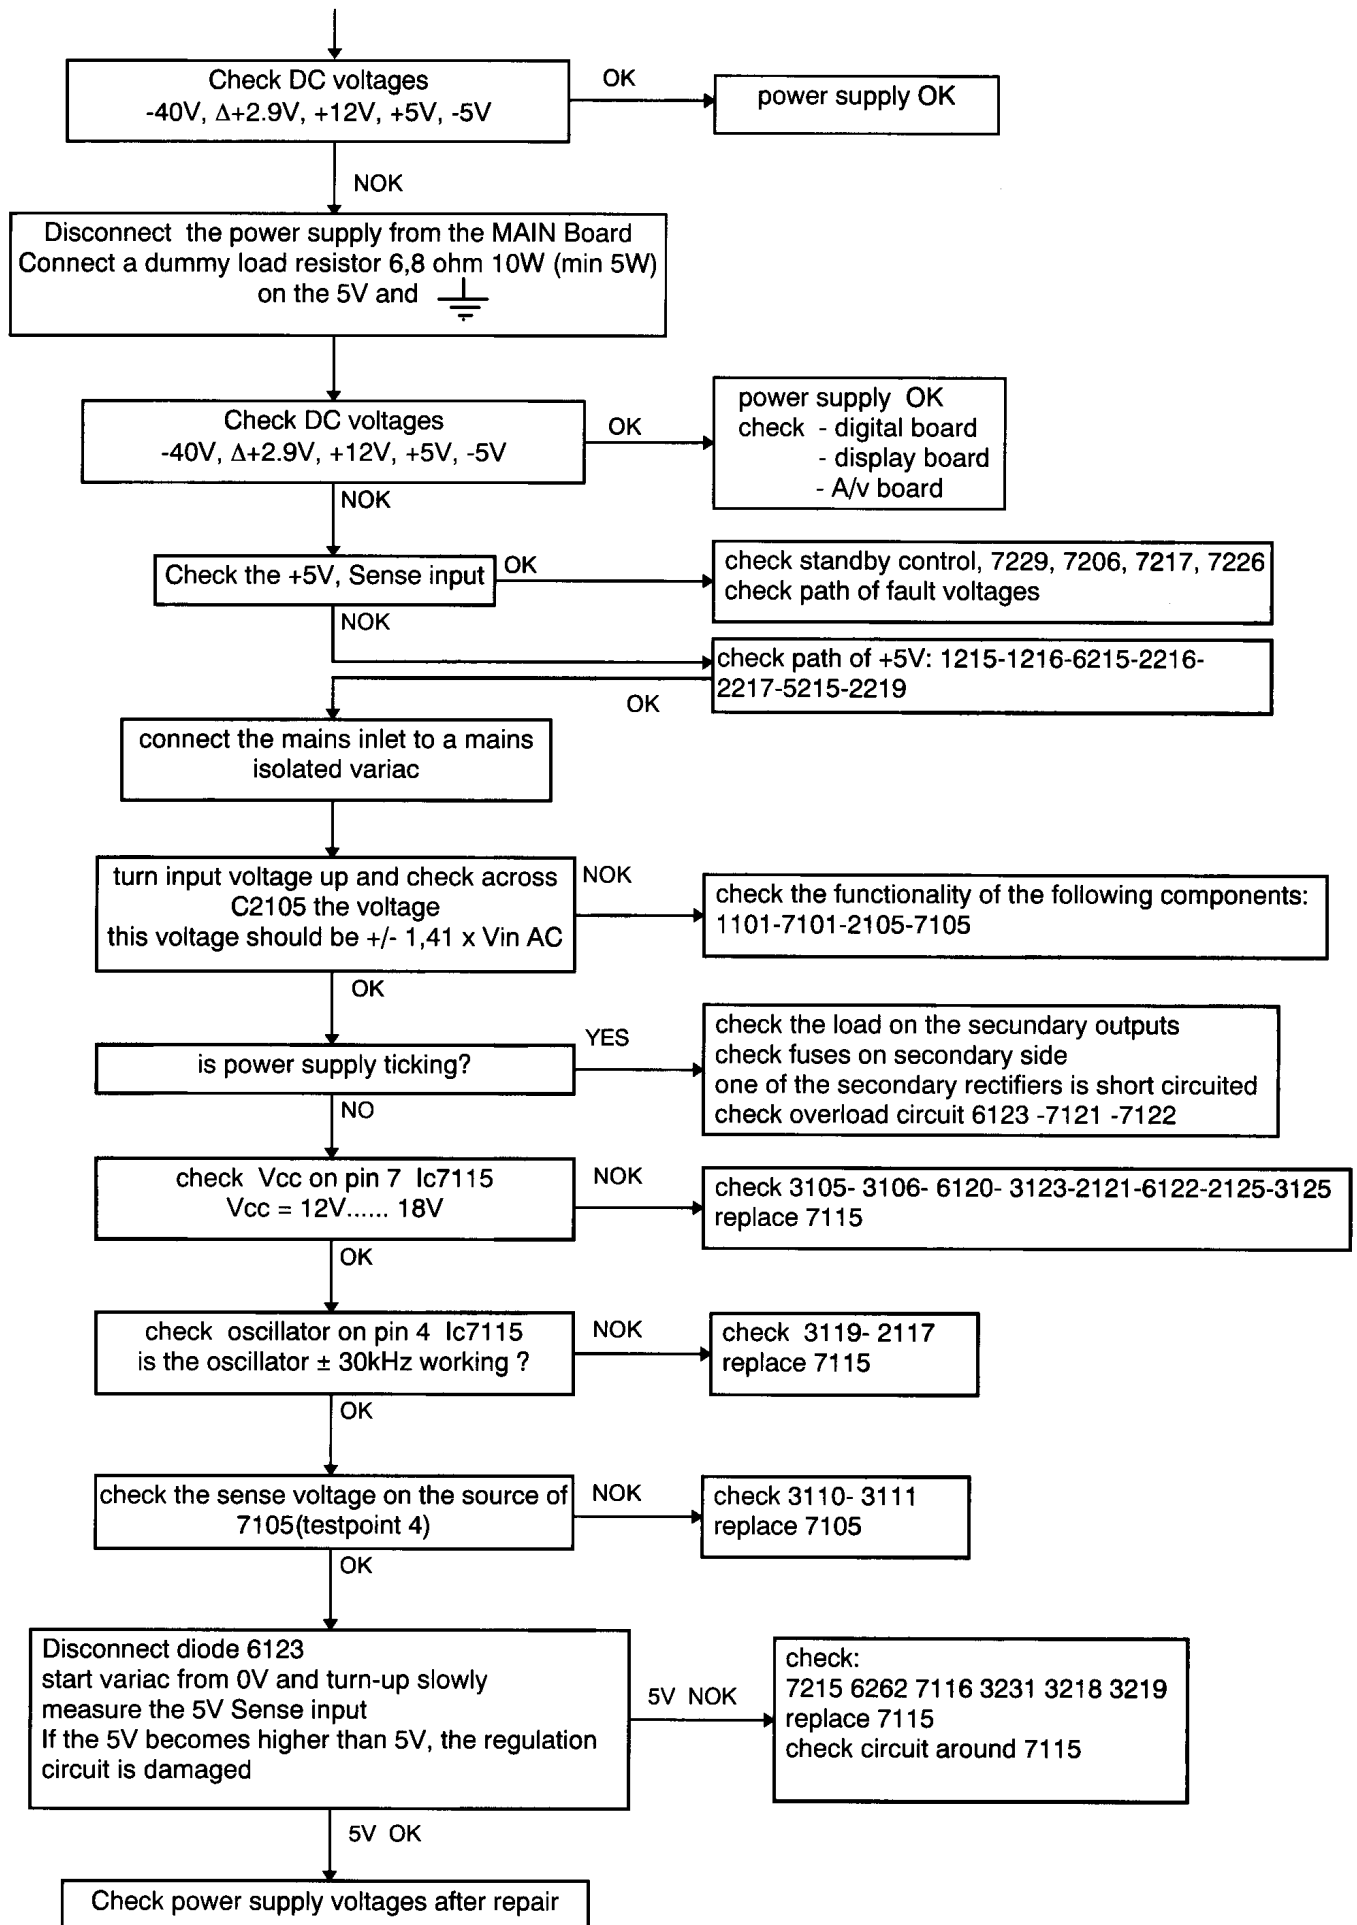 Check DC voltages
-40V, Δ+2.9V, +12V, +5V, -5V
OK
power supply OK
NOK
Disconnect the power supply from the MAIN Board
Connect a dummy load resistor 6,8 ohm 10W (min 5W)
on the 5V and
Check DC voltages
-40V, Δ+2.9V, +12V, +5V, -5V
OK
power supply OK
check - digital board
- display board
- A/v board
NOK
Check the +5V, Sense input
OK
check standby control, 7229, 7206, 7217, 7226
check path of fault voltages
NOK
check path of +5V: 1215-1216-6215-2216-
2217-5215-2219
OK
connect the mains inlet to a mains
isolated variac
turn input voltage up and check across
C2105 the voltage
this voltage should be +/- 1,41 x Vin AC
NOK
check the functionality of the following components:
1101-7101-2105-7105
OK
is power supply ticking?
YES
check the load on the secundary outputs
check fuses on secondary side
one of the secondary rectifiers is short circuited
check overload circuit 6123 -7121 -7122
NO
check Vcc on pin 7 Ic7115
Vcc = 12V...... 18V
NOK
check 3105- 3106- 6120- 3123-2121-6122-2125-3125
replace 7115
OK
check oscillator on pin 4 Ic7115
is the oscillator ± 30kHz working ?
NOK
check 3119- 2117
replace 7115
OK
check the sense voltage on the source of
7105(testpoint 4)
NOK
check 3110- 3111
replace 7105
OK
Disconnect diode 6123
start variac from 0V and turn-up slowly
measure the 5V Sense input
If the 5V becomes higher than 5V, the regulation
circuit is damaged
5V NOK
check:
7215 6262 7116 3231 3218 3219
replace 7115
check circuit around 7115
5V OK
Check power supply voltages after repair